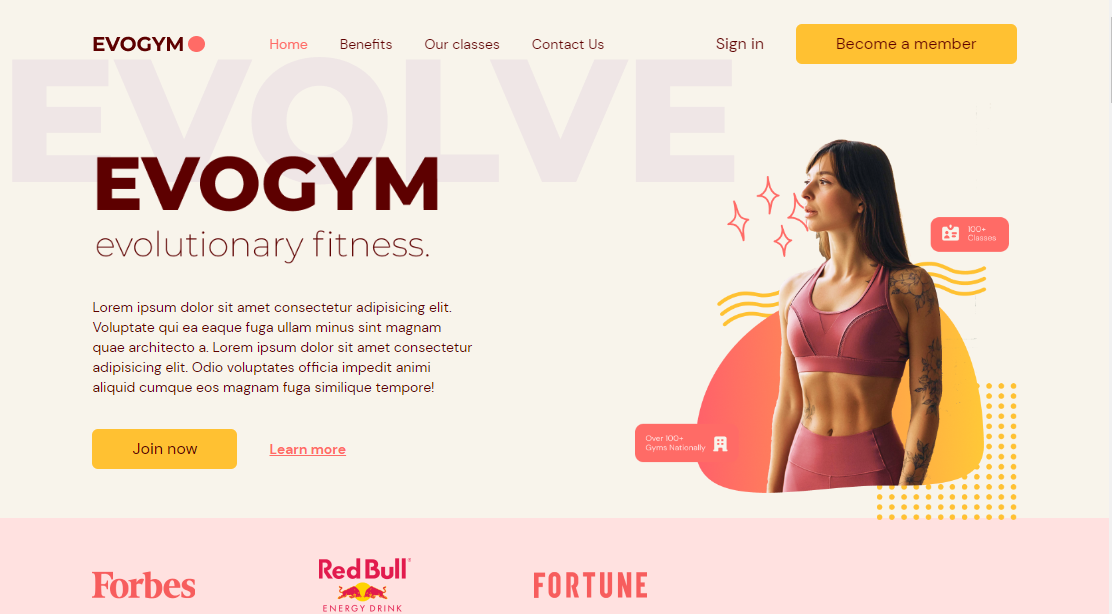 EVOGYM
Home
Benefits
Our classes
Contact Us
Sign in
Become a member
EVOLVE
EVOGYM
evolutionary fitness.
100+
Classes
Lorem ipsum dolor sit amet consectetur adipisicing elit.
Voluptate qui ea eaque fuga ullam minus sint magnam
quae architecto a. Lorem ipsum dolor sit amet consectetur
adipisicing elit. Odio voluptates officia impedit animi
aliquid cumque eos magnam fuga similique tempore!
Over 100+
Gyms Nationally
Join now
Learn more
Forbes
Red Bull
ENERGY DRINK
FORTUNE